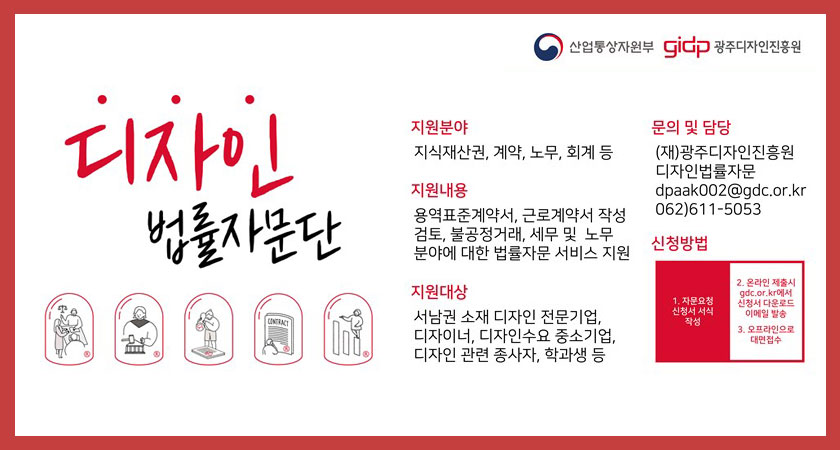 산업통상자원부 gidp 광주디자인진흥원
디자인
법률자문단
CONTRACT
지원분야
지식재산권, 계약, 노무, 회계 등
지원내용
용역표준계약서, 근로계약서 작성
검토, 불공정거래, 세무 및 노무
분야에 대한 법률자문 서비스 지원
지원대상
서남권 소재 디자인 전문기업,
디자이너, 디자인수요 중소기업,
디자인 관련 종사자, 학과생 등
문의 및 담당
(재)광주디자인진흥원
디자인법률자문
dpaak002@gdc.or.kr
062)611-5053
신청방법
1. 자문요청
신청서 서식
작성
2. 온라인 제출시
gdc.or.kr에서
신청서 다운로드
이메일 발송
3. 오프라인으로
대면접수